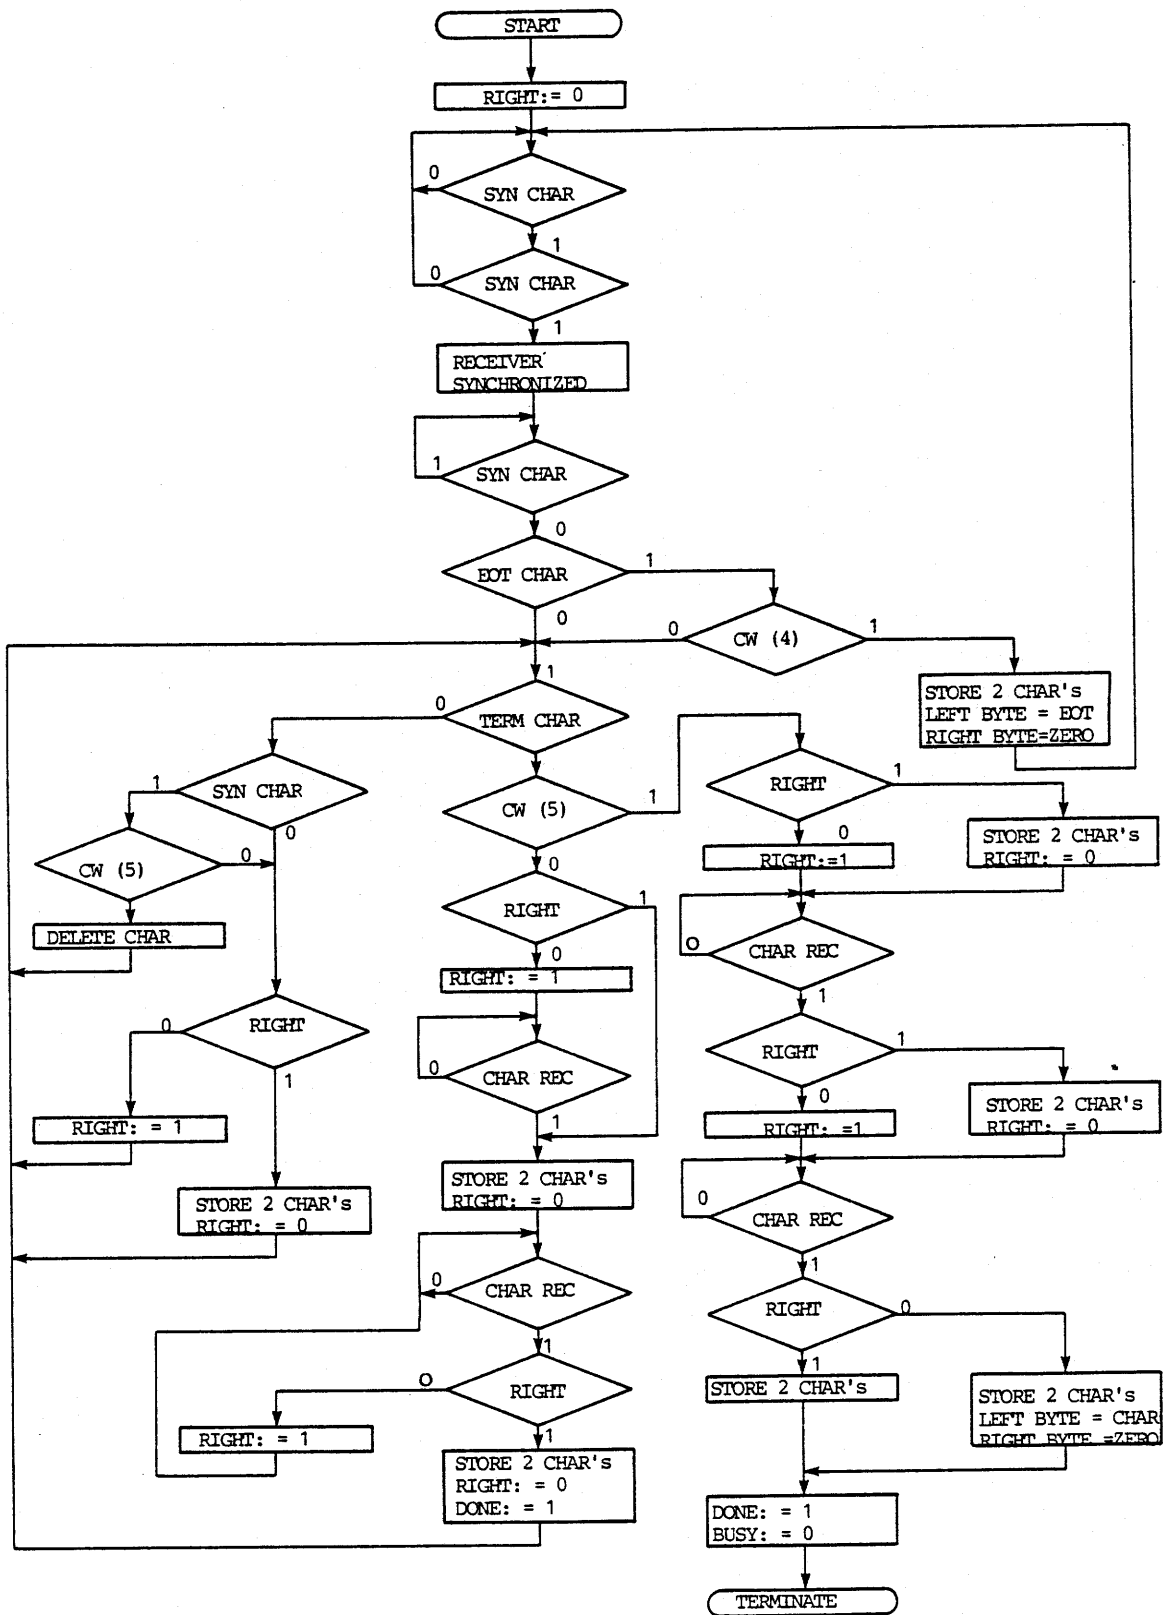 START
RIGHT:= 0
0
SYN CHAR
1
0
SYN CHAR
1
RECEIVER
SYNCHRONIZED
1
SYN CHAR
0
EOT CHAR
1
0
0
CW (4)
1
STORE 2 CHAR's
LEFT BYTE = EOT
RIGHT BYTE=ZERO
1
0
TERM CHAR
1
SYN CHAR
0
CW (5)
0
DELETE CHAR
0
RIGHT
1
RIGHT: = 1
STORE 2 CHAR's
RIGHT: = 0
CW (5)
1
0
RIGHT
1
0
RIGHT: = 1
0
CHAR REC
1
STORE 2 CHAR's
RIGHT: = 0
0
CHAR REC
1
O
RIGHT
RIGHT: = 1
1
STORE 2 CHAR's
RIGHT: = 0
DONE: = 1
RIGHT
1
0
RIGHT:=1
STORE 2 CHAR's
RIGHT: = 0
O
CHAR REC
1
RIGHT
1
0
RIGHT: =1
STORE 2 CHAR's
RIGHT: = 0
0
CHAR REC
1
RIGHT
0
1
STORE 2 CHAR's
STORE 2 CHAR's
LEFT BYTE = CHAR
RIGHT BYTE =ZERO
DONE: = 1
BUSY: = 0
TERMINATE